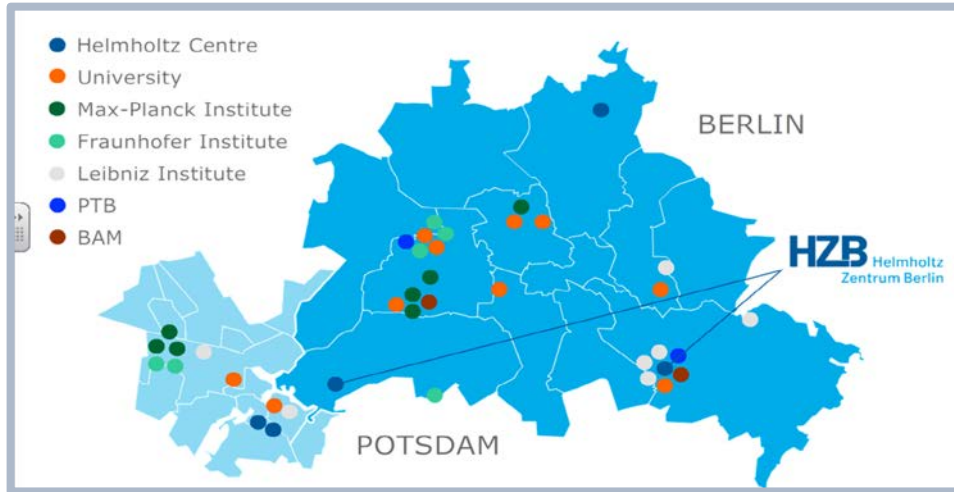 Helmholtz Centre
University
Max-Planck Institute
Fraunhofer Institute
Leibniz Institute
PTB
BAM
BERLIN
HZB Helmholtz
Zentrum Berlin
POTSDAM